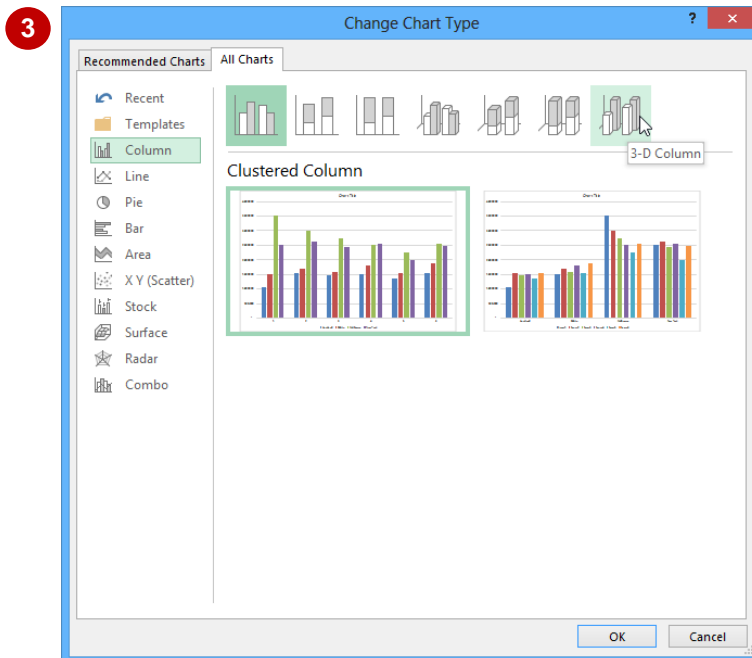 3
Change Chart Type
?
×
Recommended Charts
All Charts
Recent
Templates
Column
Line
Pie
Bar
Area
X Y (Scatter)
Stock
Surface
Radar
Combo
3-D Column
Clustered Column
OK
Cancel